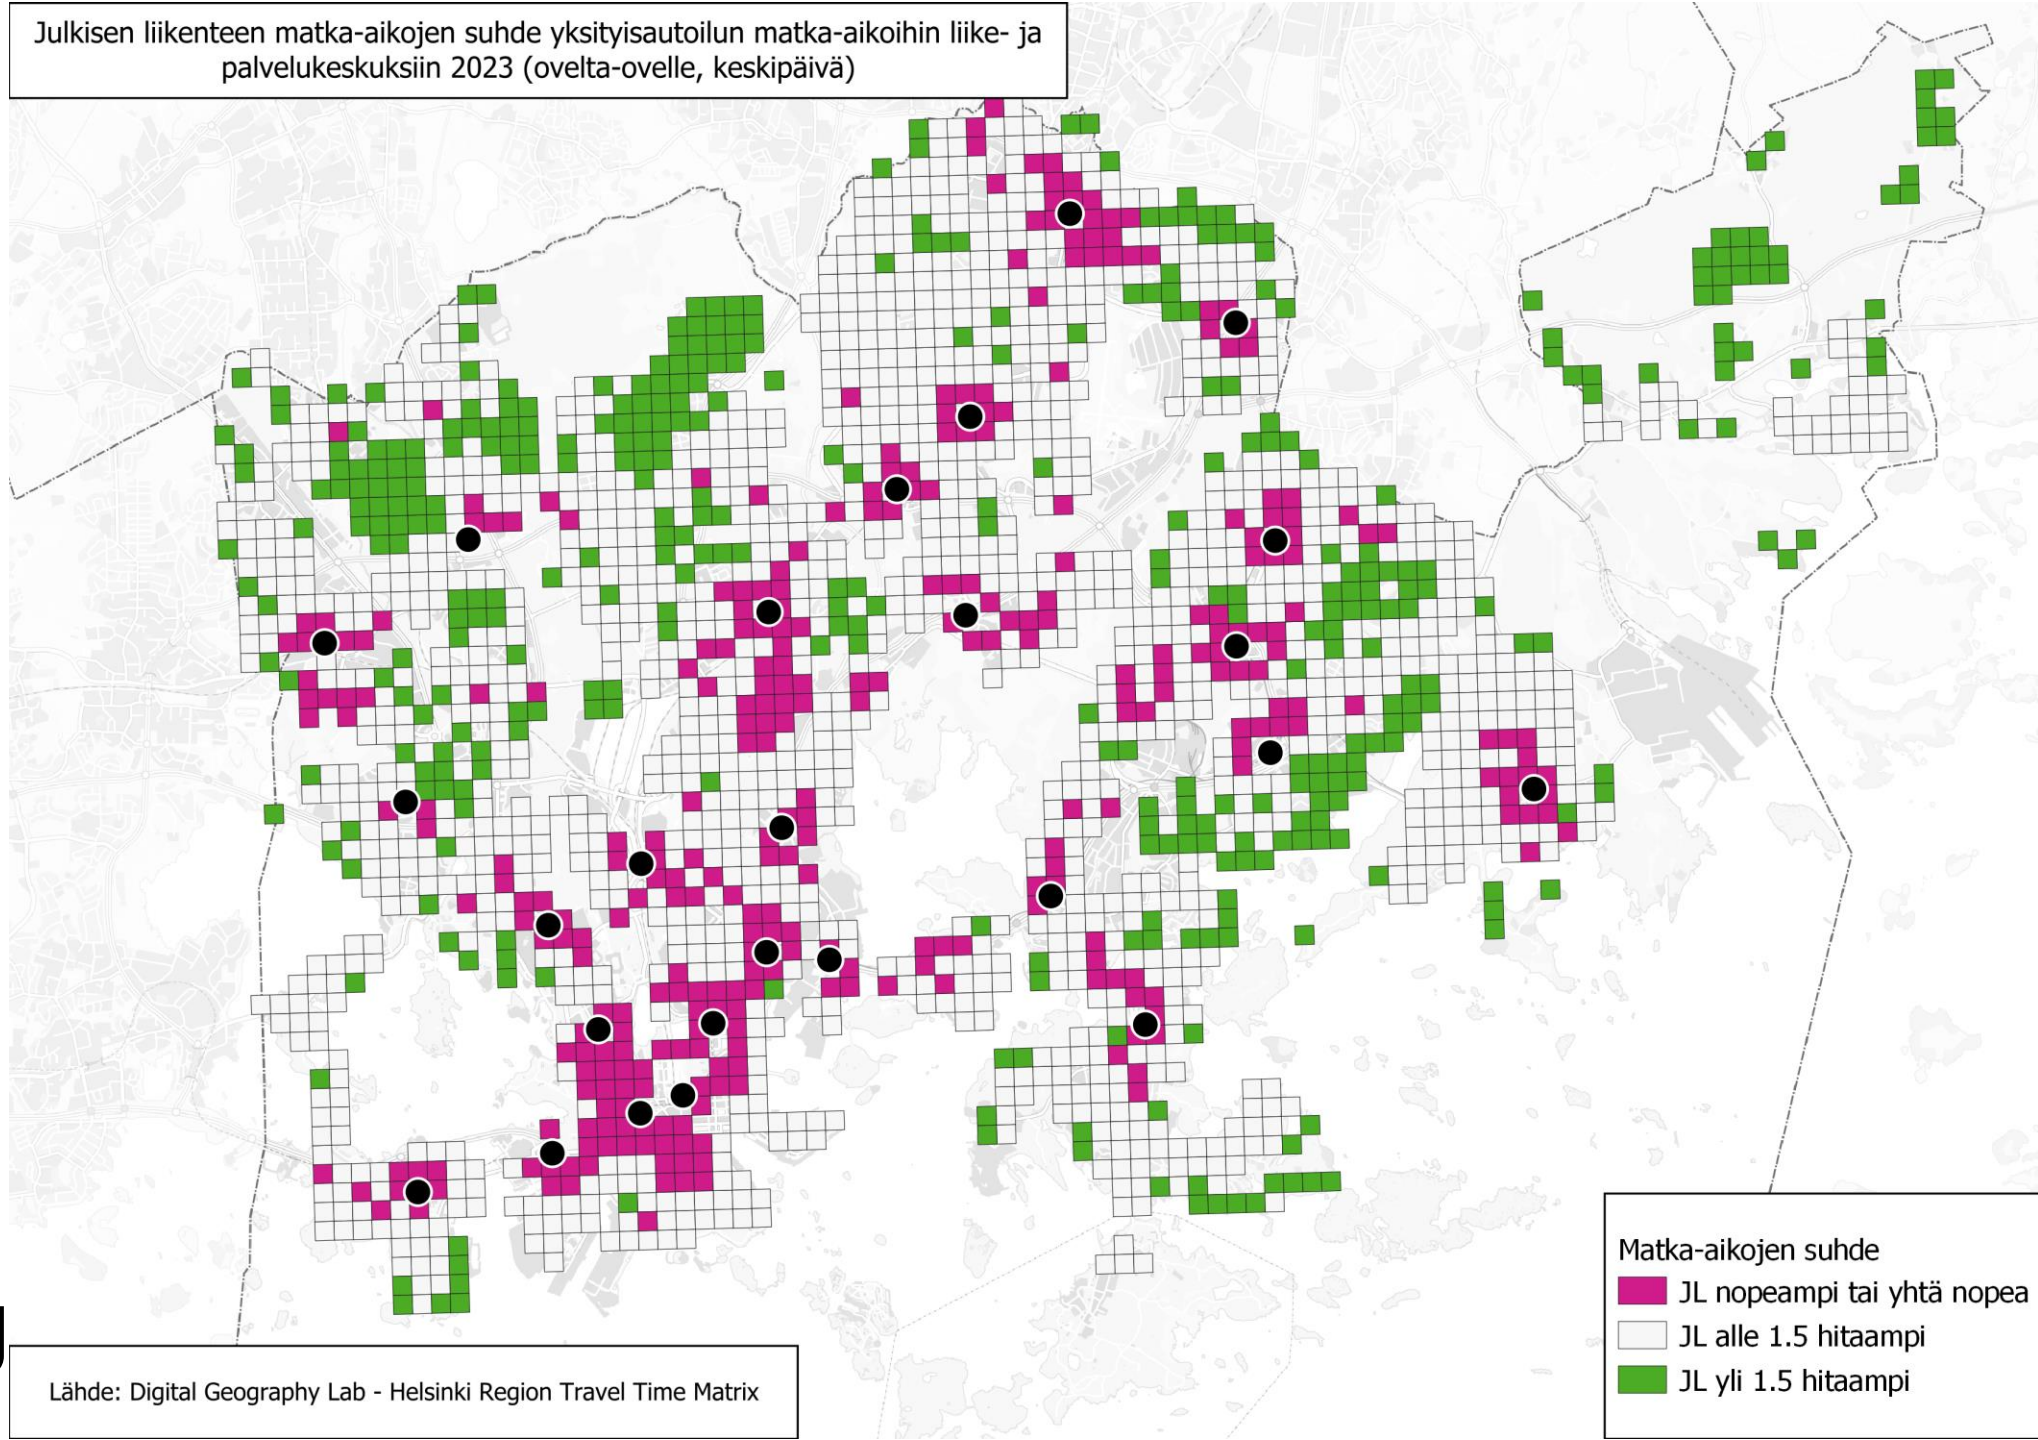 Julkisen liikenteen matka-aikojen suhde yksityisautoilun matka-aikoihin liike- ja
palvelukeskuksiin 2023 (ovelta-ovelle, keskipäivä)
Matka-aikojen suhde
JL nopeampi tai yhtä nopea
JL alle 1.5 hitaampi
JL yli 1.5 hitaampi
Lähde: Digital Geography Lab - Helsinki Region Travel Time Matrix